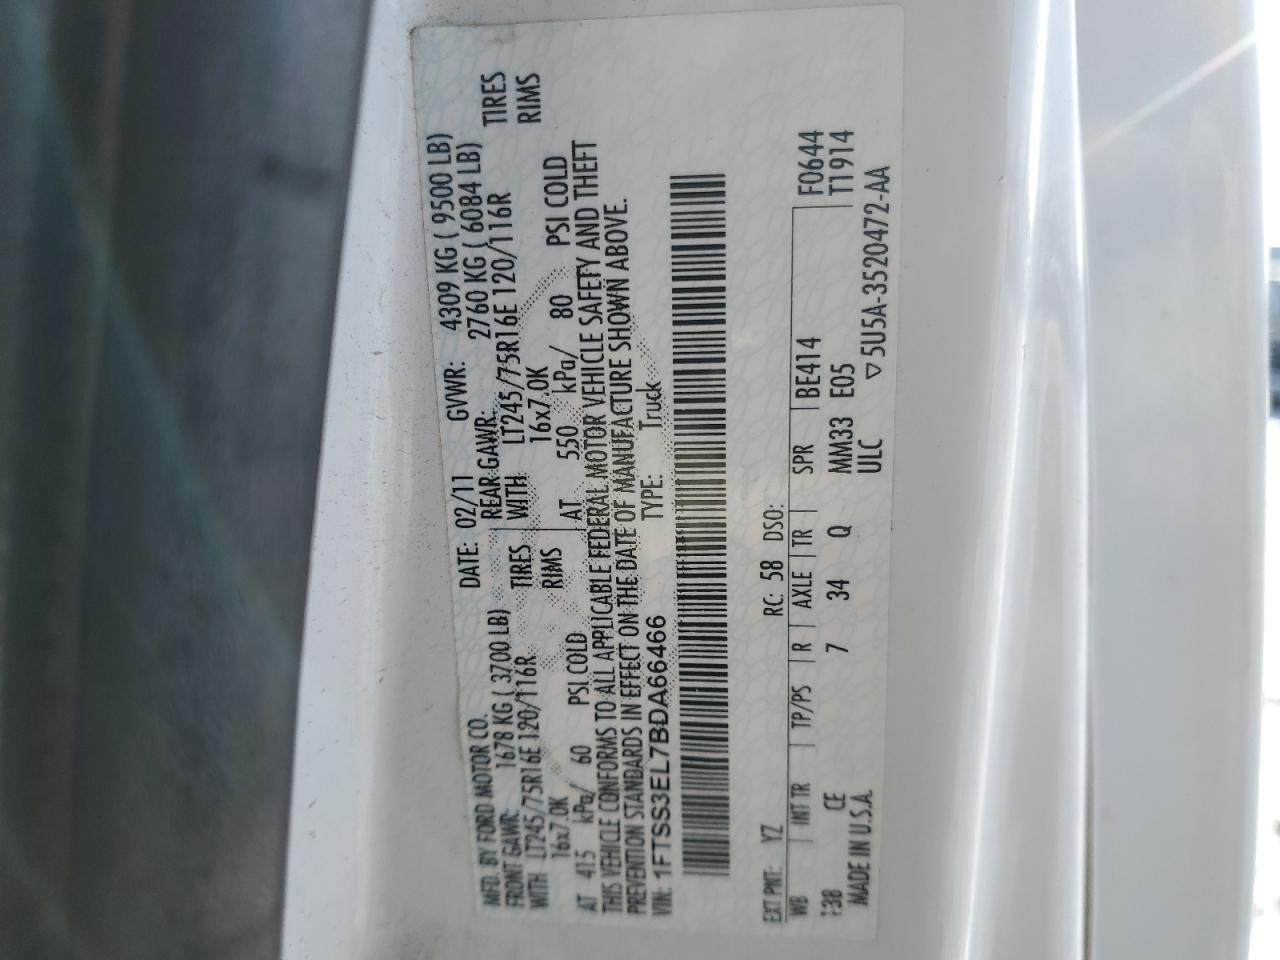 MFD. BY FORD MOTOR CO. DATE: 02/11 GVWR: 4309 KG ( 9500 LB)
FRONT GAWR: 1678 KG ( 3700 LB) REAR GAWR: 2760 KG ( 6084 LB)
WITH LT245/75R16E 120/116R TIRES WITH LT245/75R16E 120/116R TIRES
16x7.0K RIMS 16x7.0K RIMS
AT 415 kPa/ 60 PSI COLD AT 550 kPa/ 80 PSI COLD
THIS VEHICLE CONFORMS TO ALL APPLICABLE FEDERAL MOTOR VEHICLE SAFETY AND THEFT
PREVENTION STANDARDS IN EFFECT ON THE DATE OF MANUFACTURE SHOWN ABOVE.
VIN: 1FTSS3EL7BDA66466 TYPE: Truck
EXT PNT: YZ RC: 58 DSO: F0644
WB INT TR TP/PS R AXLE TR SPR BE414 T1914
138 CE 7 34 Q MM33 E05
MADE IN U.S.A. ULC ▽5U5A-3520472-AA